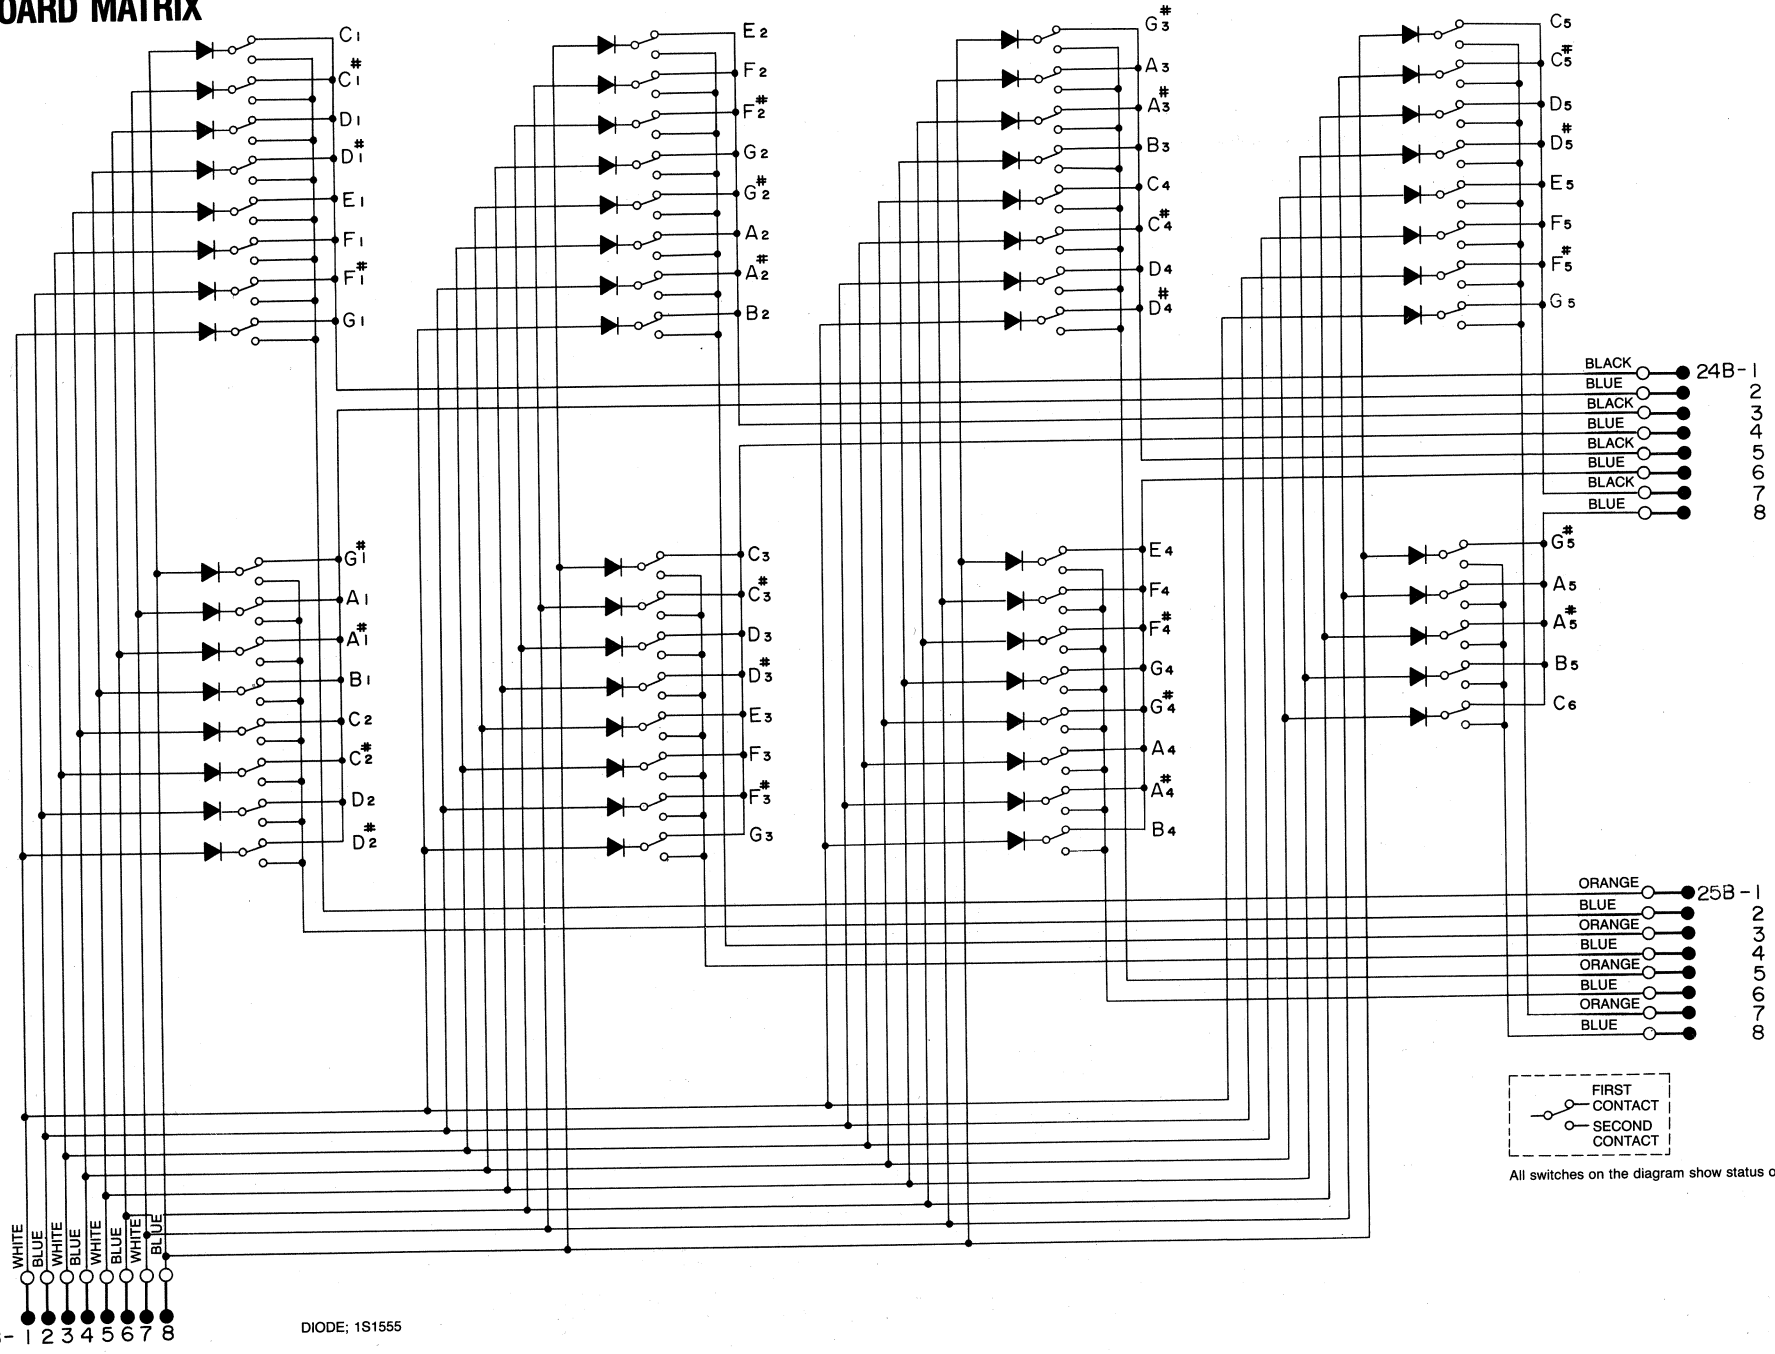 OARD MATRIX
C1
C#1
D1
D#1
E1
F1
F#1
G1
G#1
A1
A#1
B1
C2
C#2
D2
D#2
E2
F2
F#2
G2
G#2
A2
A#2
B2
C3
C#3
D3
D#3
E3
F3
F#3
G3
G#3
A3
A#3
B3
C4
C#4
D4
D#4
E4
F4
F#4
G4
G#4
A4
A#4
B4
C5
C#5
D5
D#5
E5
F5
F#5
G5
G#5
A5
A#5
B5
C6
BLACK 24B-1
BLUE 2
BLACK 3
BLUE 4
BLACK 5
BLUE 6
BLACK 7
BLUE 8
ORANGE 25B-1
BLUE 2
ORANGE 3
BLUE 4
ORANGE 5
BLUE 6
ORANGE 7
BLUE 8
FIRST
CONTACT
SECOND
CONTACT
All switches on the diagram show status o
WHITE
BLUE
WHITE
BLUE
WHITE
BLUE
WHITE
BLUE
- 1 2 3 4 5 6 7 8
DIODE; 1S1555